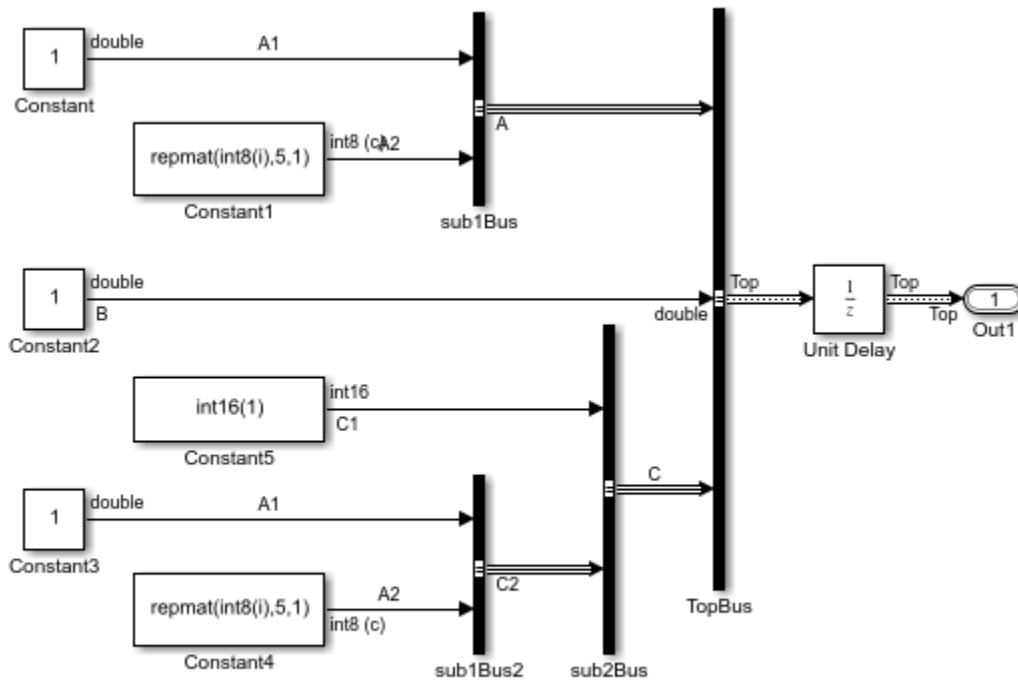 1
double
A1
Constant
repmat(int8(i),5,1)
int8 (c)
A2
Constant1
A
sub1Bus
1
double
B
Constant2
double
Top
1
z
Top
Top
Unit Delay
1
Out1
int16(1)
int16
C1
Constant5
C
1
double
A1
Constant3
C2
repmat(int8(i),5,1)
A2
int8 (c)
Constant4
sub1Bus2
sub2Bus
TopBus